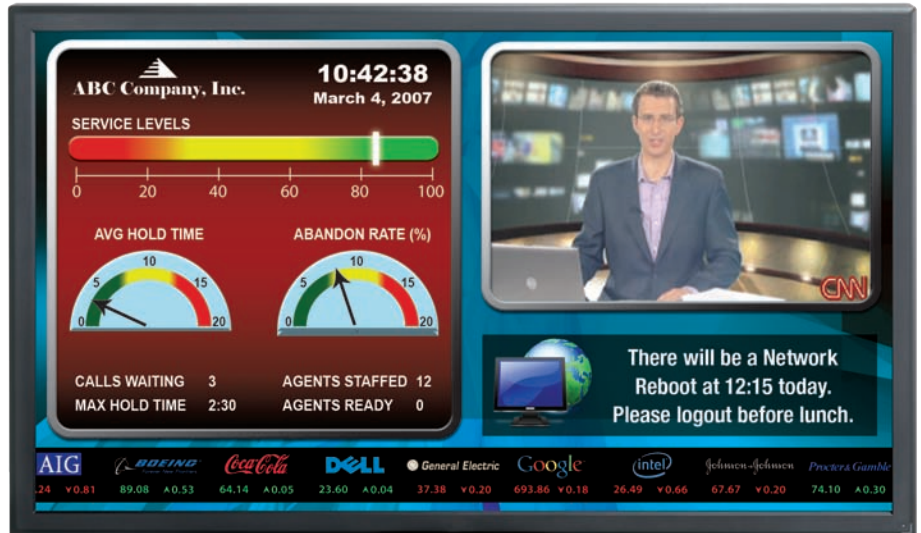 ABC Company, Inc.
10:42:38
March 4, 2007
SERVICE LEVELS
0 20 40 60 80 100
AVG HOLD TIME
0 5 10 15 20
ABANDON RATE (%)
0 5 10 15 20
CALLS WAITING 3
MAX HOLD TIME 2:30
AGENTS STAFFED 12
AGENTS READY 0
CNN
There will be a Network
Reboot at 12:15 today.
Please logout before lunch.
AIG
.24 ▼0.81
BOEING
89.08 ▲0.53
Coca-Cola
64.14 ▲0.05
DELL
23.60 ▲0.04
General Electric
37.38 ▼0.20
Google
693.86 ▼0.18
intel
26.49 ▼0.66
Johnson-Johnson
67.67 ▼0.20
Procter & Gamble
74.10 ▲0.30